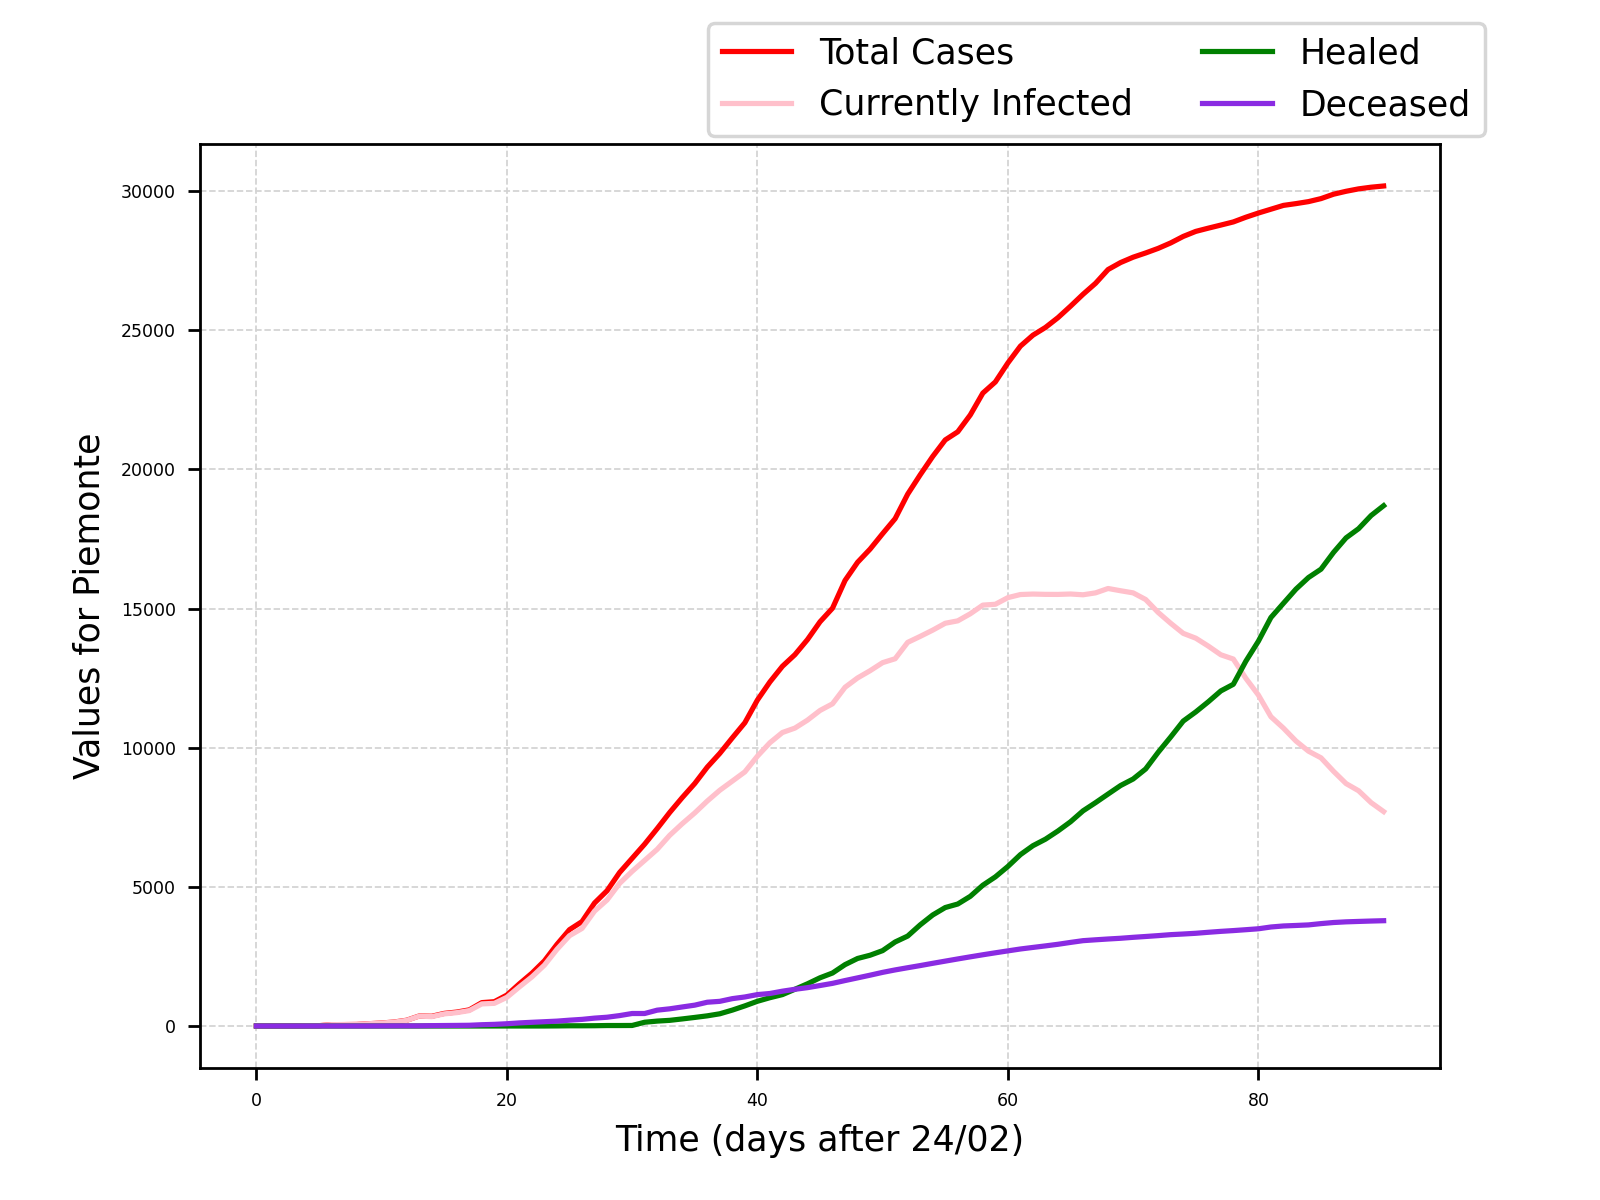 Total Cases
Currently Infected
Healed
Deceased
30000
25000
20000
15000
10000
5000
0
Values for Piemonte
0 20 40 60 80
Time (days after 24/02)